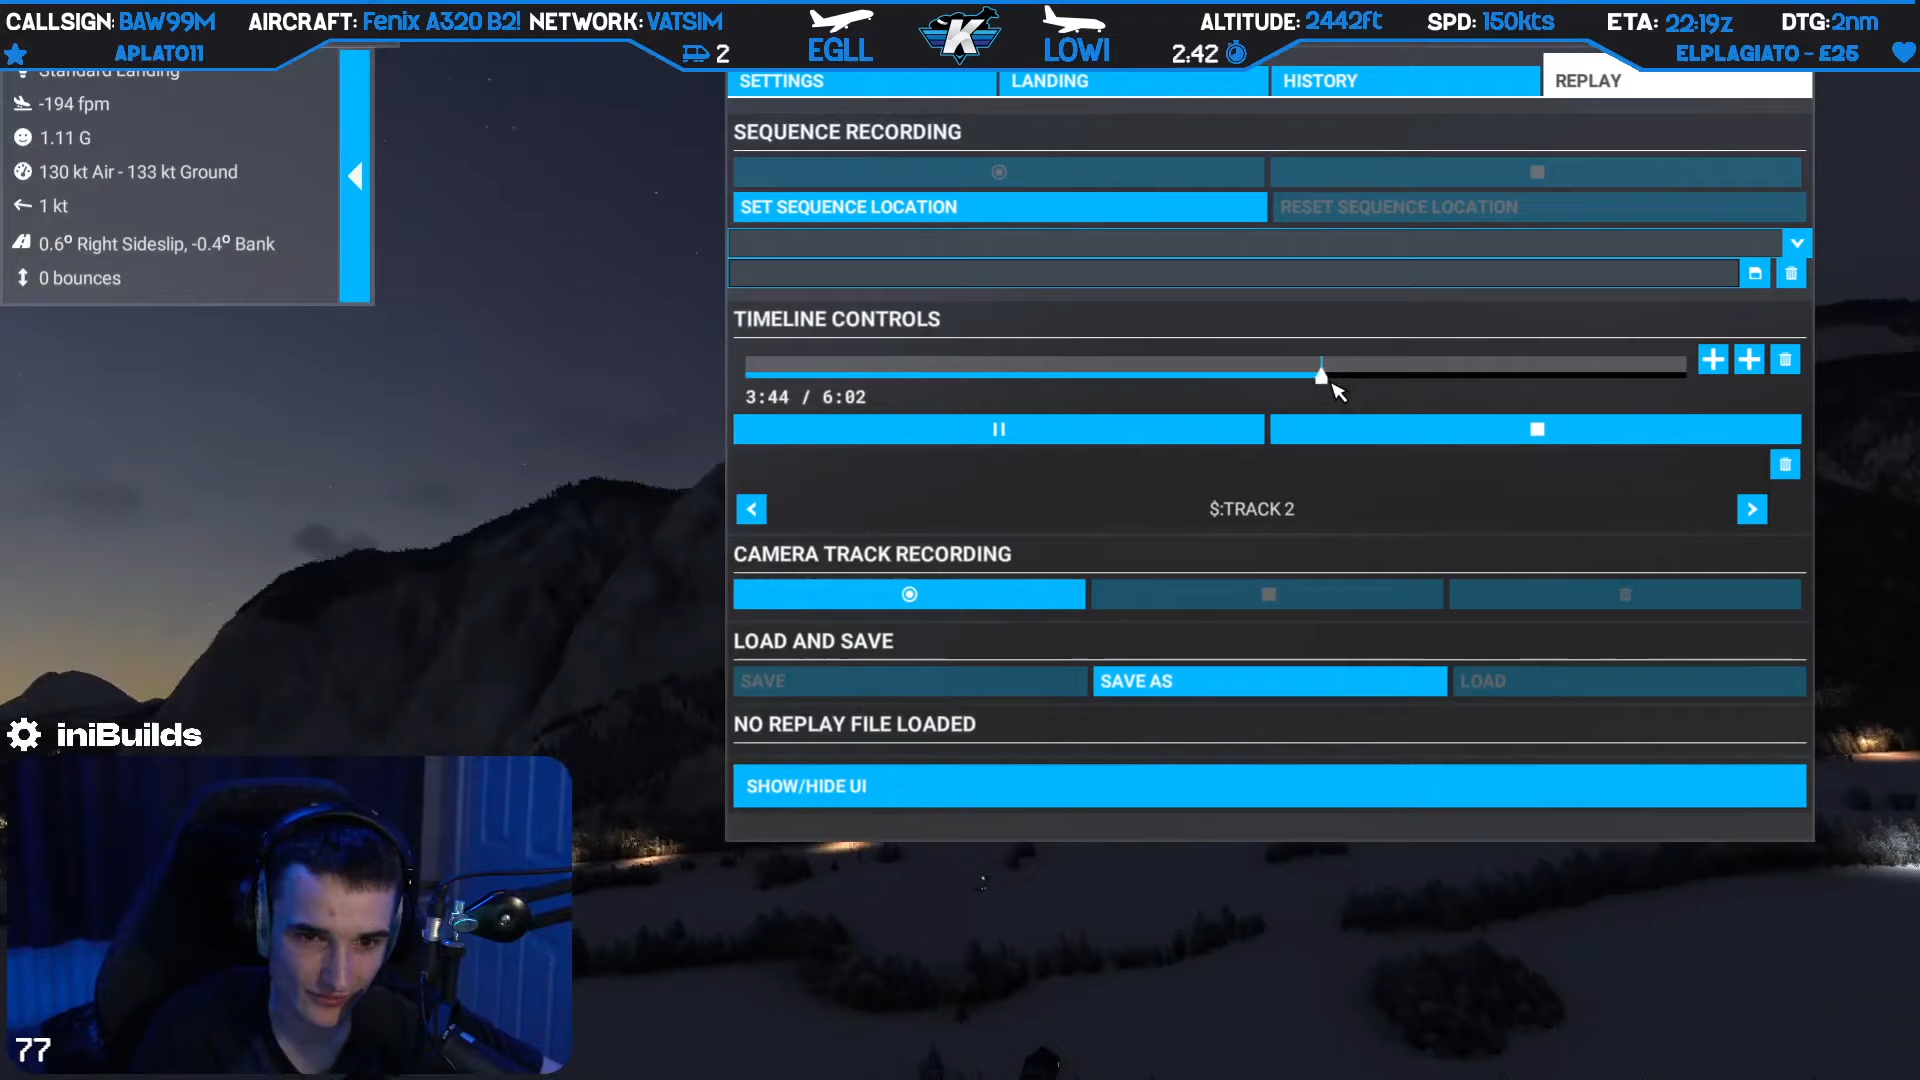 CALLSIGN: BAW99M AIRCRAFT: Fenix A320 B2! NETWORK: VATSIM EGLL K LOWI ALTITUDE: 2442ft SPD: 150kts ETA: 22:19z DTG:2nm
APLATO11 2 2:42 ELPLAGIATO - £25
Standard Landing
-194 fpm
1.11 G
130 kt Air - 133 kt Ground
1 kt
0.6º Right Sideslip, -0.4º Bank
0 bounces
SETTINGS LANDING HISTORY REPLAY
SEQUENCE RECORDING
SET SEQUENCE LOCATION RESET SEQUENCE LOCATION
TIMELINE CONTROLS
3:44 / 6:02
$:TRACK 2
CAMERA TRACK RECORDING
LOAD AND SAVE
SAVE SAVE AS LOAD
NO REPLAY FILE LOADED
SHOW/HIDE UI
iniBuilds
77